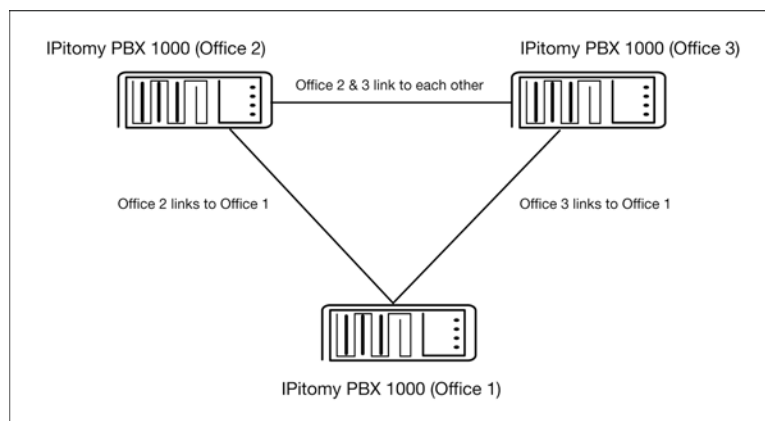 IPitomy PBX 1000 (Office 2)
IPitomy PBX 1000 (Office 3)
Office 2 & 3 link to each other
Office 2 links to Office 1
Office 3 links to Office 1
IPitomy PBX 1000 (Office 1)